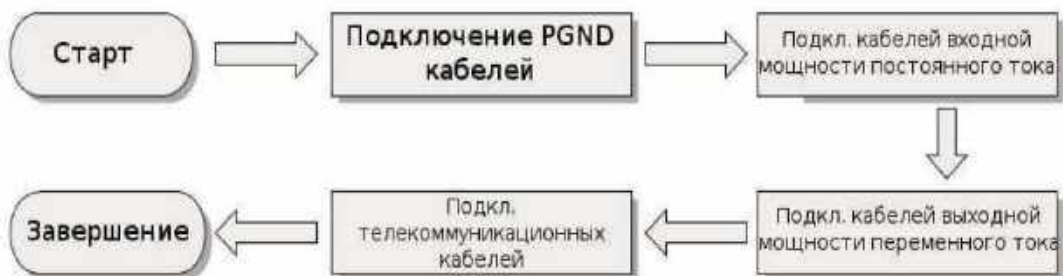 Старт
Подключение PGND
кабелей
Подкл. кабелей входной
мощности постоянного тока
Подкл. кабелей выходной
мощности переменного тока
Подкл.
телекоммуникационных
кабелей
Завершение